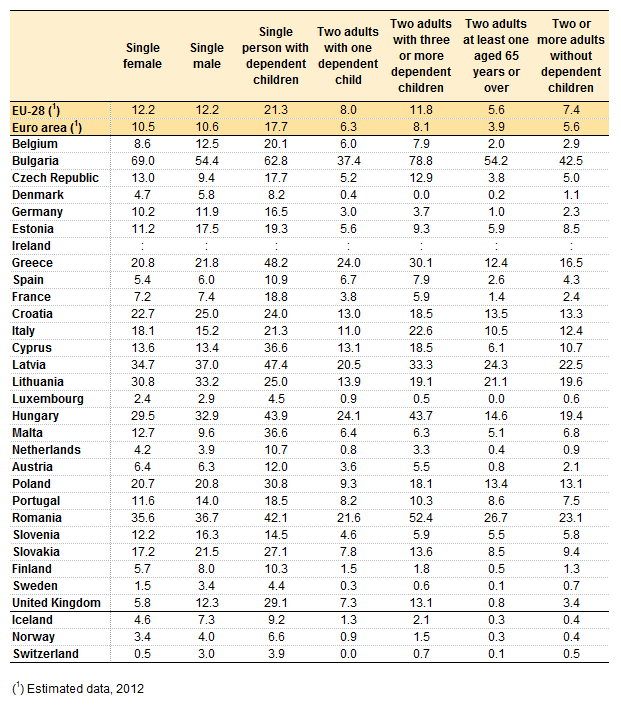 Single female Single male Single person with dependent children Two adults with one dependent child Two adults with three or more dependent children Two adults at least one aged 65 years or over Two or more adults without dependent children
EU-28 (1) 12.2 12.2 21.3 8.0 11.8 5.6 7.4
Euro area (1) 10.5 10.6 17.7 6.3 8.1 3.9 5.6
Belgium 8.6 12.5 20.1 6.0 7.9 2.0 2.9
Bulgaria 69.0 54.4 62.8 37.4 78.8 54.2 42.5
Czech Republic 13.0 9.4 17.7 5.2 12.9 3.8 5.0
Denmark 4.7 5.8 8.2 0.4 0.0 0.2 1.1
Germany 10.2 11.9 16.5 3.0 3.7 1.0 2.3
Estonia 11.2 17.5 19.3 5.6 9.3 5.9 8.5
Ireland : : : : : : :
Greece 20.8 21.8 48.2 24.0 30.1 12.4 16.5
Spain 5.4 6.0 10.9 6.7 7.9 2.6 4.3
France 7.2 7.4 18.8 3.8 5.9 1.4 2.4
Croatia 22.7 25.0 24.0 13.0 18.5 13.5 13.3
Italy 18.1 15.2 21.3 11.0 22.6 10.5 12.4
Cyprus 13.6 13.4 36.6 13.1 18.5 6.1 10.7
Latvia 34.7 37.0 47.4 20.5 33.3 24.3 22.5
Lithuania 30.8 33.2 25.0 13.9 19.1 21.1 19.6
Luxembourg 2.4 2.9 4.5 0.9 0.5 0.0 0.6
Hungary 29.5 32.9 43.9 24.1 43.7 14.6 19.4
Malta 12.7 9.6 36.6 6.4 6.3 5.1 6.8
Netherlands 4.2 3.9 10.7 0.8 3.3 0.4 0.9
Austria 6.4 6.3 12.0 3.6 5.5 0.8 2.1
Poland 20.7 20.8 30.8 9.3 18.1 13.4 13.1
Portugal 11.6 14.0 18.5 8.2 10.3 8.6 7.5
Romania 35.6 36.7 42.1 21.6 52.4 26.7 23.1
Slovenia 12.2 16.3 14.5 4.6 5.9 5.5 5.8
Slovakia 17.2 21.5 27.1 7.8 13.6 8.5 9.4
Finland 5.7 8.0 10.3 1.5 1.8 0.5 1.3
Sweden 1.5 3.4 4.4 0.3 0.6 0.1 0.7
United Kingdom 5.8 12.3 29.1 7.3 13.1 0.8 3.4
Iceland 4.6 7.3 9.2 1.3 2.1 0.3 0.4
Norway 3.4 4.0 6.6 0.9 1.5 0.3 0.4
Switzerland 0.5 3.0 3.9 0.0 0.7 0.1 0.5
(1) Estimated data, 2012